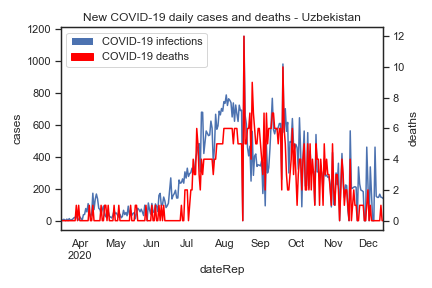 New COVID-19 daily cases and deaths - Uzbekistan
COVID-19 infections
COVID-19 deaths
1200
1000
800
600
400
200
0
cases
12
10
8
6
4
2
0
deaths
Apr May Jun Jul Aug Sep Oct Nov Dec
2020
dateRep